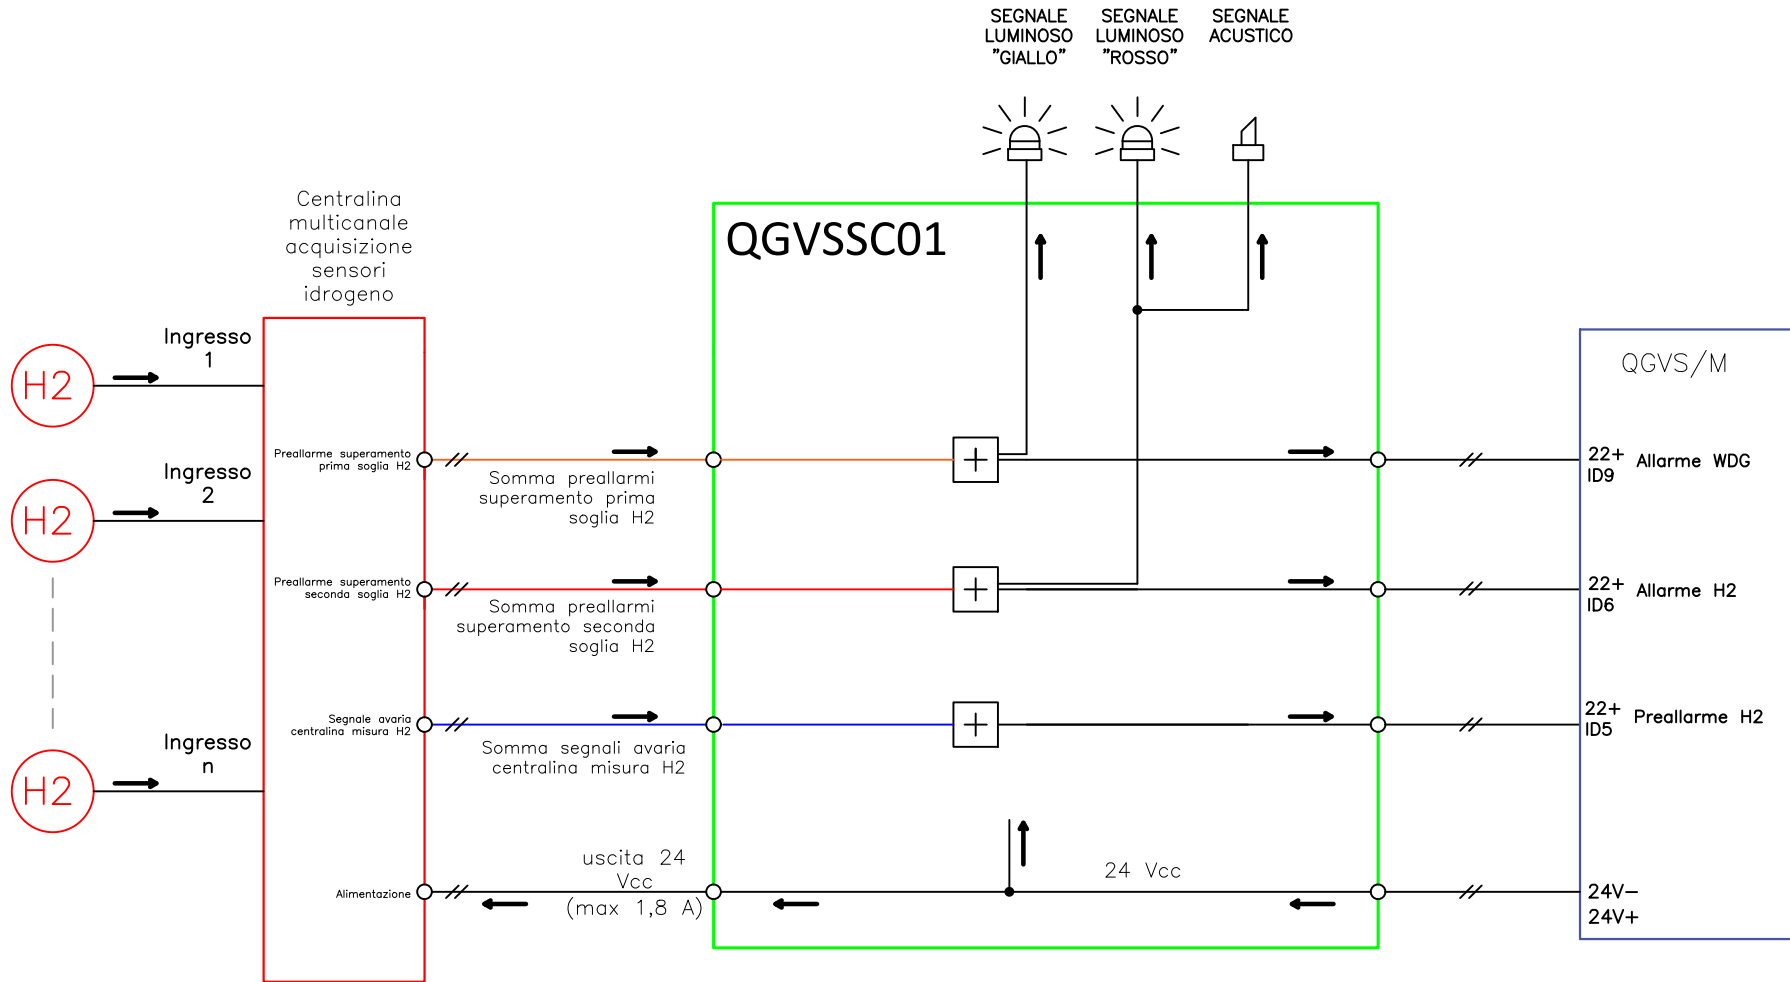 SEGNALE
LUMINOSO
"GIALLO"
SEGNALE
LUMINOSO
"ROSSO"
SEGNALE
ACUSTICO
Centralina
multicanale
acquisizione
sensori
idrogeno
QGVSSC01
Ingresso
1
H2
Ingresso
2
H2
Ingresso
n
H2
Preallarme superamento
prima soglia H2
Preallarme superamento
seconda soglia H2
Segnale avaria
centralina misura H2
Alimentazione
Somma preallarmi
superamento prima
soglia H2
Somma preallarmi
superamento seconda
soglia H2
Somma segnali avaria
centralina misura H2
uscita 24
Vcc
(max 1,8 A)
24 Vcc
QGVS/M
22+
ID9
Allarme WDG
22+
ID6
Allarme H2
22+
ID5
Preallarme H2
24V-
24V+